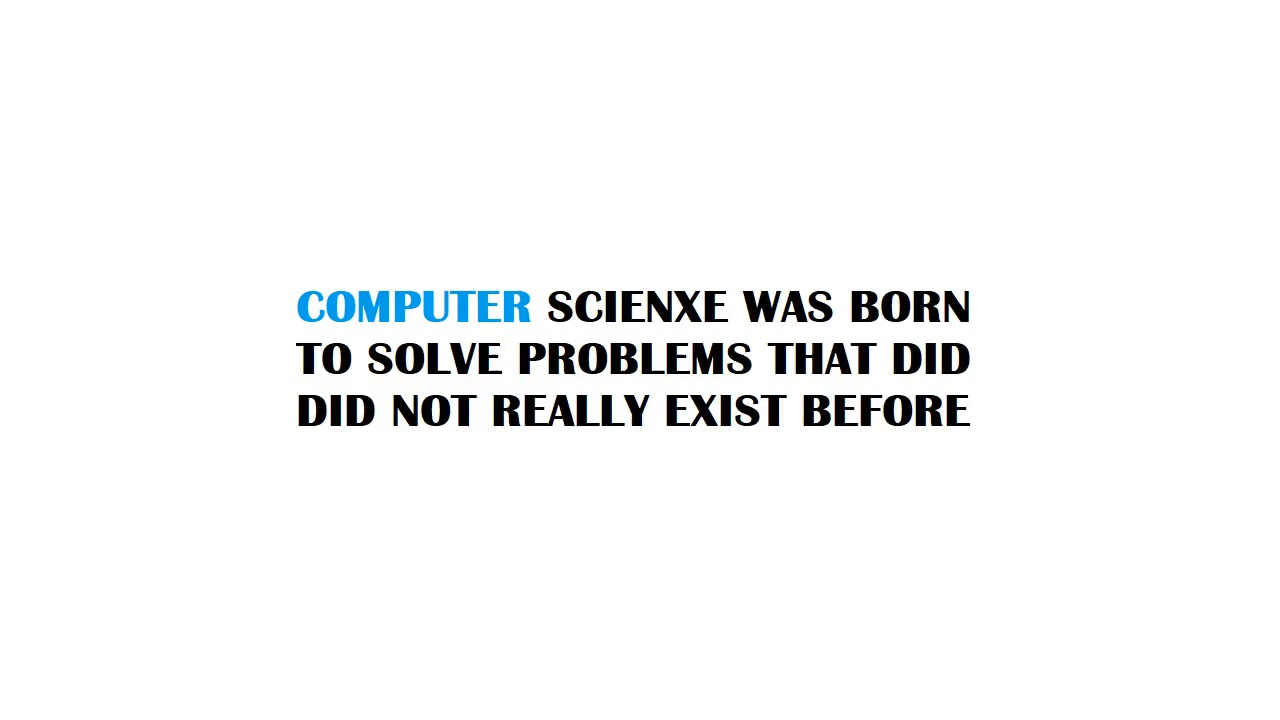 COMPUTER SCIENXE WAS BORN
TO SOLVE PROBLEMS THAT DID
DID NOT REALLY EXIST BEFORE